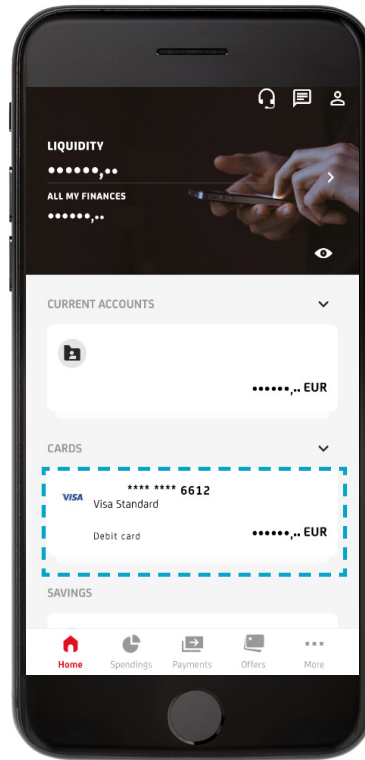 LIQUIDITY
••••••,••
ALL MY FINANCES
••••••,••
CURRENT ACCOUNTS
••••••,.. EUR
CARDS
VISA **** **** 6612
Visa Standard
Debit card ••••••,.. EUR
SAVINGS
Home Spendings Payments Offers More